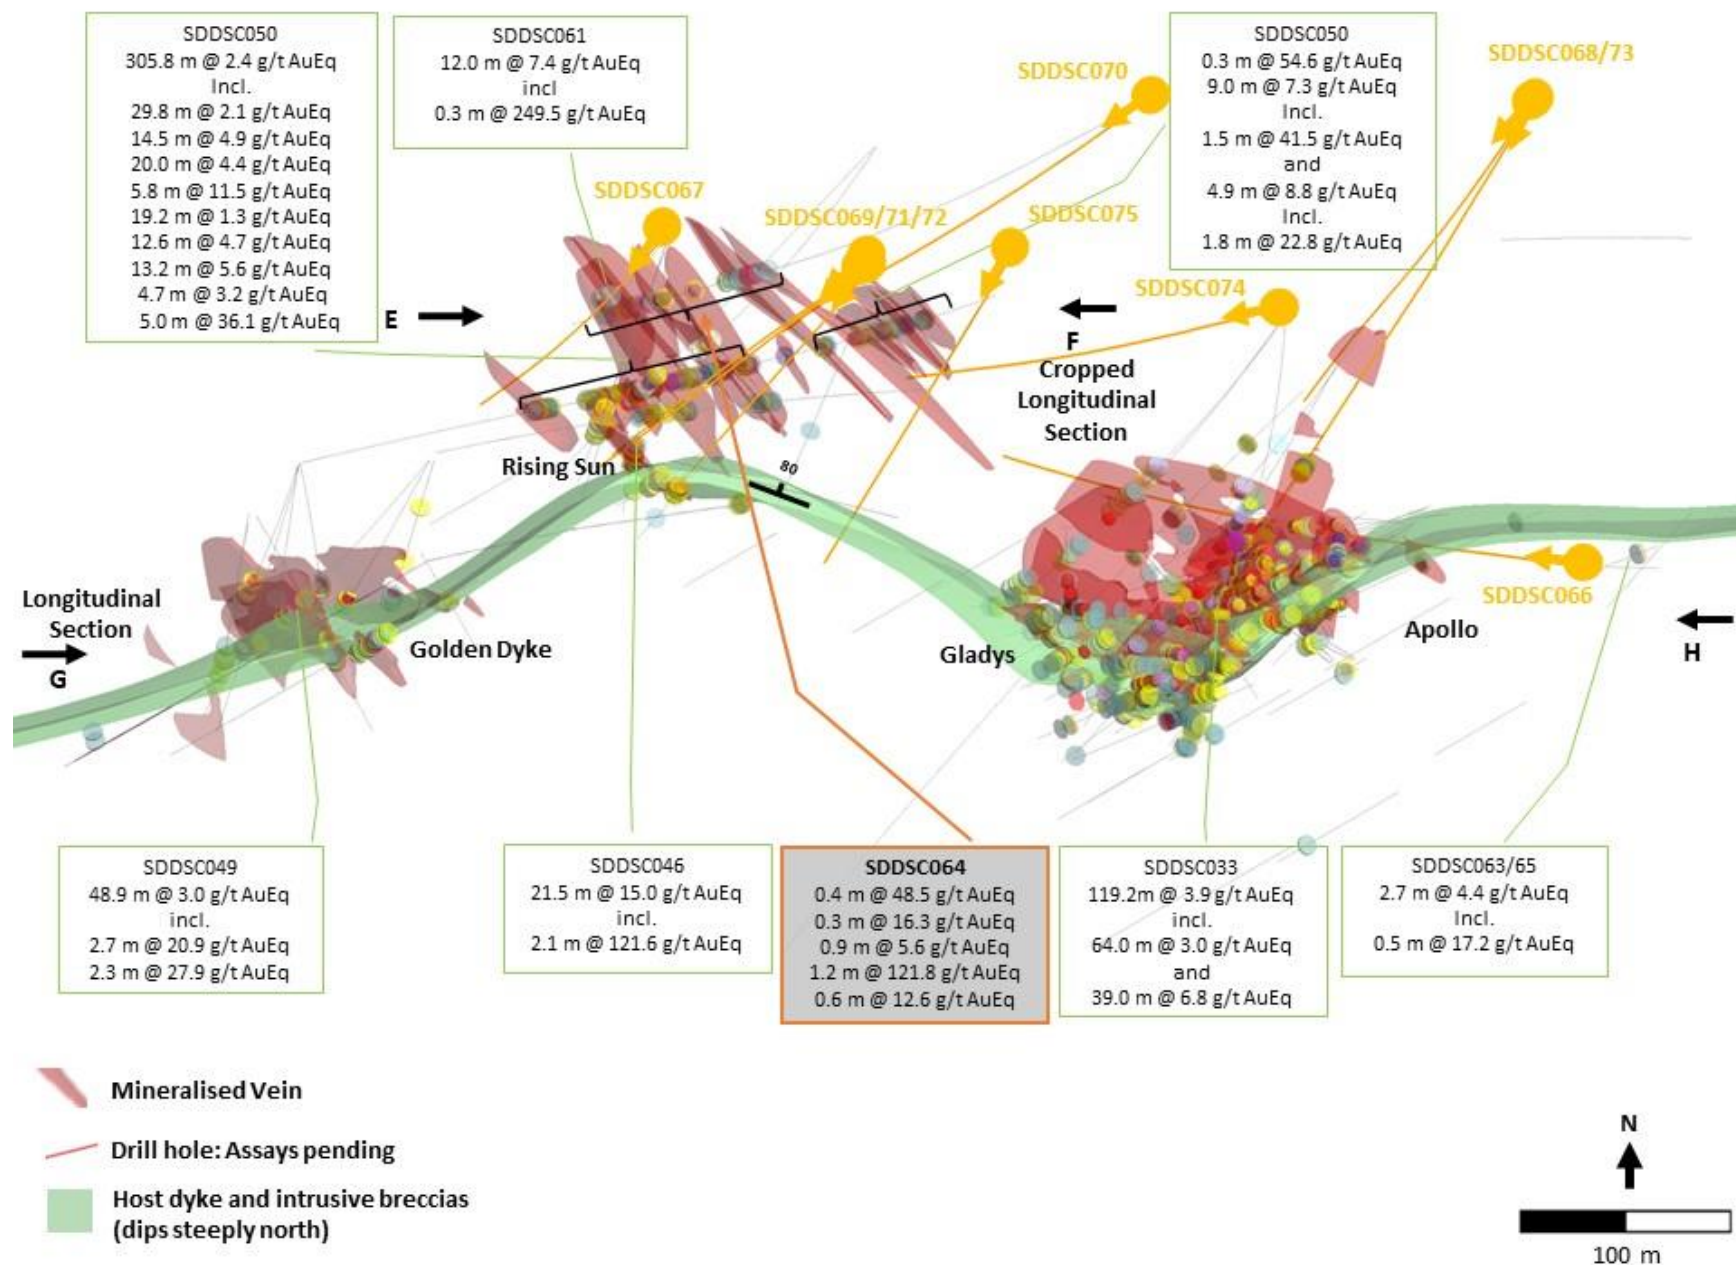 SDDSC050
305.8 m @ 2.4 g/t AuEq
Incl.
29.8 m @ 2.1 g/t AuEq
14.5 m @ 4.9 g/t AuEq
20.0 m @ 4.4 g/t AuEq
5.8 m @ 11.5 g/t AuEq
19.2 m @ 1.3 g/t AuEq
12.6 m @ 4.7 g/t AuEq
13.2 m @ 5.6 g/t AuEq
4.7 m @ 3.2 g/t AuEq
5.0 m @ 36.1 g/t AuEq
SDDSC061
12.0 m @ 7.4 g/t AuEq
incl
0.3 m @ 249.5 g/t AuEq
SDDSC050
0.3 m @ 54.6 g/t AuEq
9.0 m @ 7.3 g/t AuEq
Incl.
1.5 m @ 41.5 g/t AuEq
and
4.9 m @ 8.8 g/t AuEq
Incl.
1.8 m @ 22.8 g/t AuEq
SDDSC070
SDDSC068/73
SDDSC067
SDDSC069/71/72
SDDSC075
SDDSC074
E
F
Cropped
Longitudinal
Section
Rising Sun
80
Longitudinal
Section
G
Golden Dyke
Gladys
Apollo
SDDSC066
H
SDDSC049
48.9 m @ 3.0 g/t AuEq
incl.
2.7 m @ 20.9 g/t AuEq
2.3 m @ 27.9 g/t AuEq
SDDSC046
21.5 m @ 15.0 g/t AuEq
incl.
2.1 m @ 121.6 g/t AuEq
SDDSC064
0.4 m @ 48.5 g/t AuEq
0.3 m @ 16.3 g/t AuEq
0.9 m @ 5.6 g/t AuEq
1.2 m @ 121.8 g/t AuEq
0.6 m @ 12.6 g/t AuEq
SDDSC033
119.2m @ 3.9 g/t AuEq
incl.
64.0 m @ 3.0 g/t AuEq
and
39.0 m @ 6.8 g/t AuEq
SDDSC063/65
2.7 m @ 4.4 g/t AuEq
Incl.
0.5 m @ 17.2 g/t AuEq
Mineralised Vein
Drill hole: Assays pending
Host dyke and intrusive breccias
(dips steeply north)
N
100 m